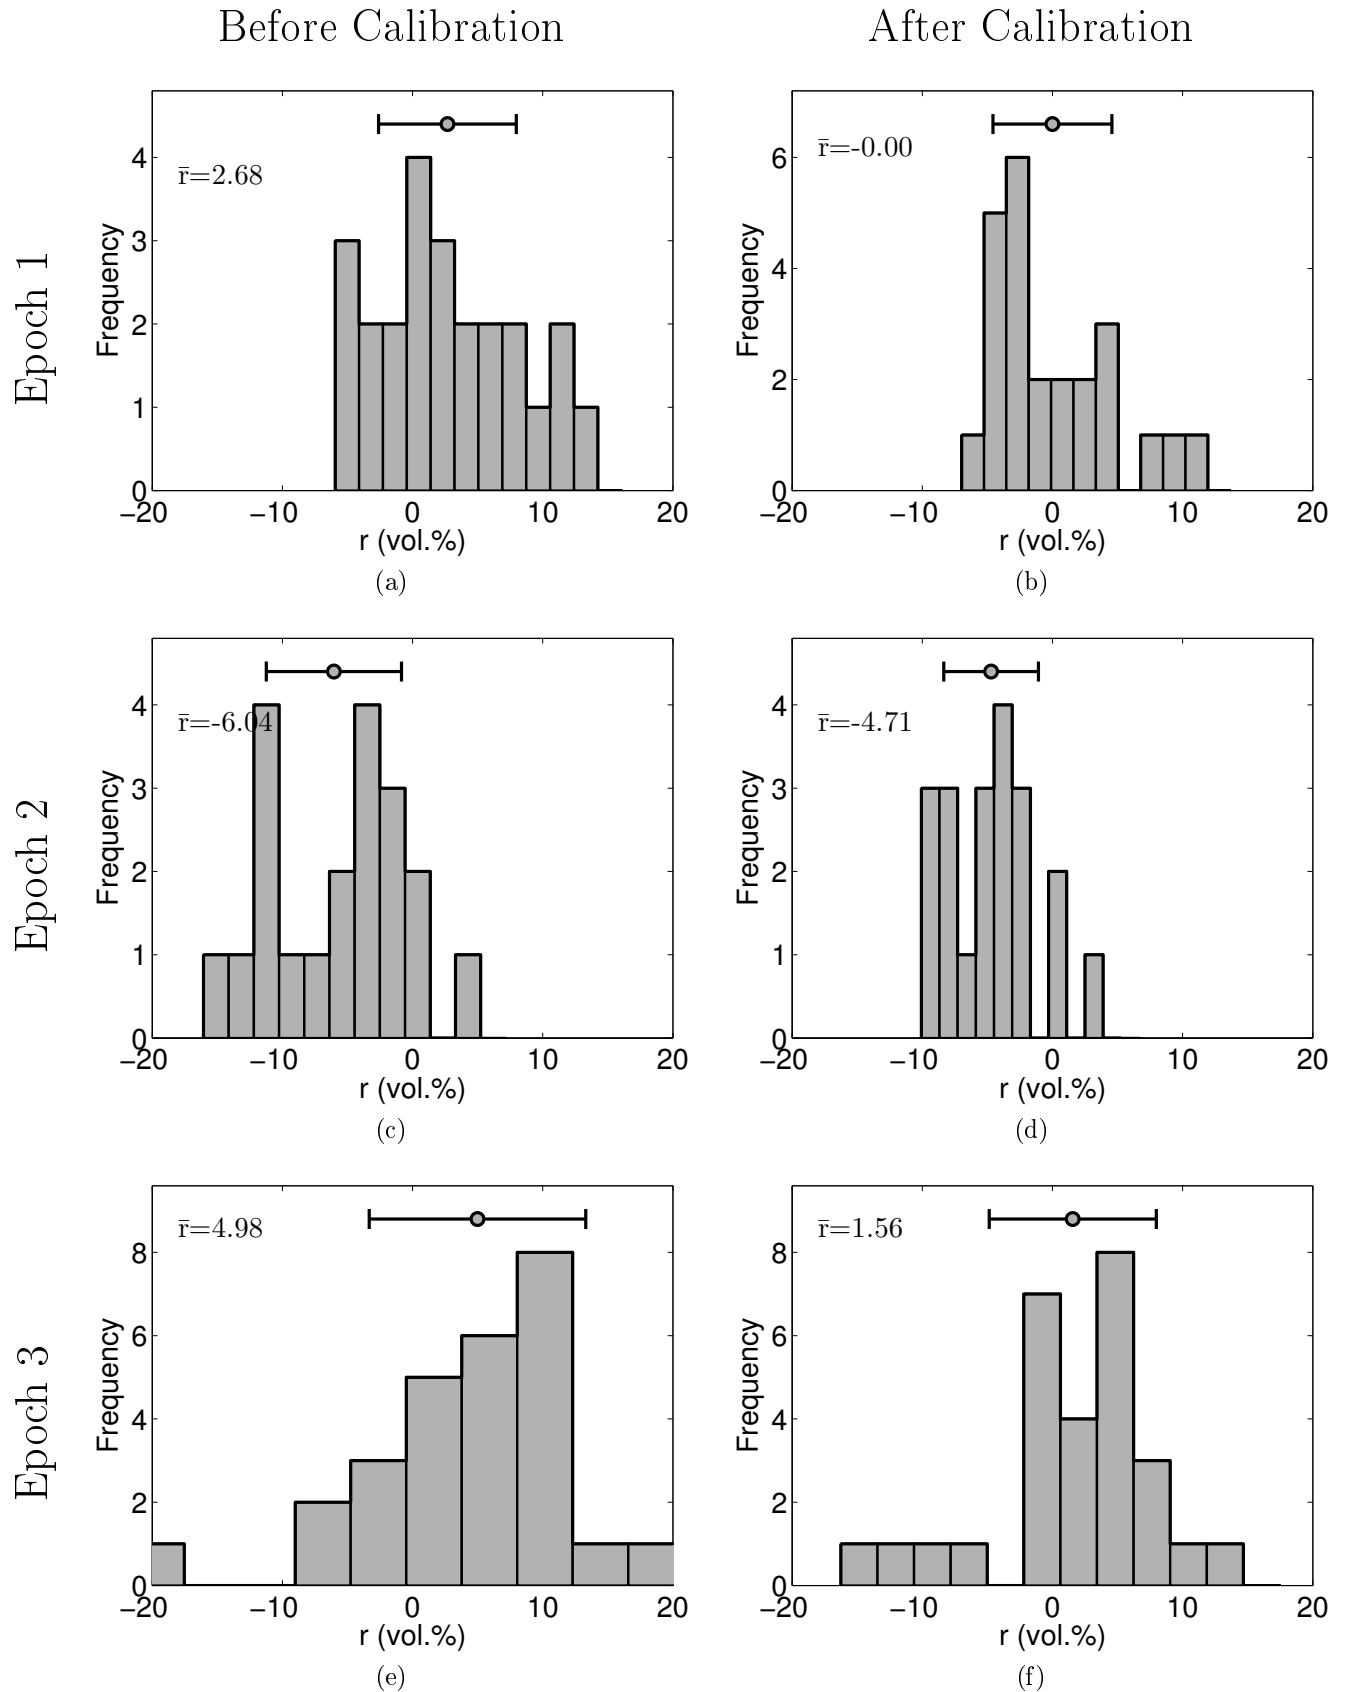 Before Calibration
After Calibration
Epoch 1
r̄=2.68
Frequency
4
3
2
1
0
−20
−10
0
10
20
r (vol.%)
(a)
r̄=-0.00
Frequency
6
4
2
0
−20
−10
0
10
20
r (vol.%)
(b)
Epoch 2
r̄=-6.04
Frequency
4
3
2
1
0
−20
−10
0
10
20
r (vol.%)
(c)
r̄=-4.71
Frequency
4
3
2
1
0
−20
−10
0
10
20
r (vol.%)
(d)
Epoch 3
r̄=4.98
Frequency
8
6
4
2
0
−20
−10
0
10
20
r (vol.%)
(e)
r̄=1.56
Frequency
8
6
4
2
0
−20
−10
0
10
20
r (vol.%)
(f)